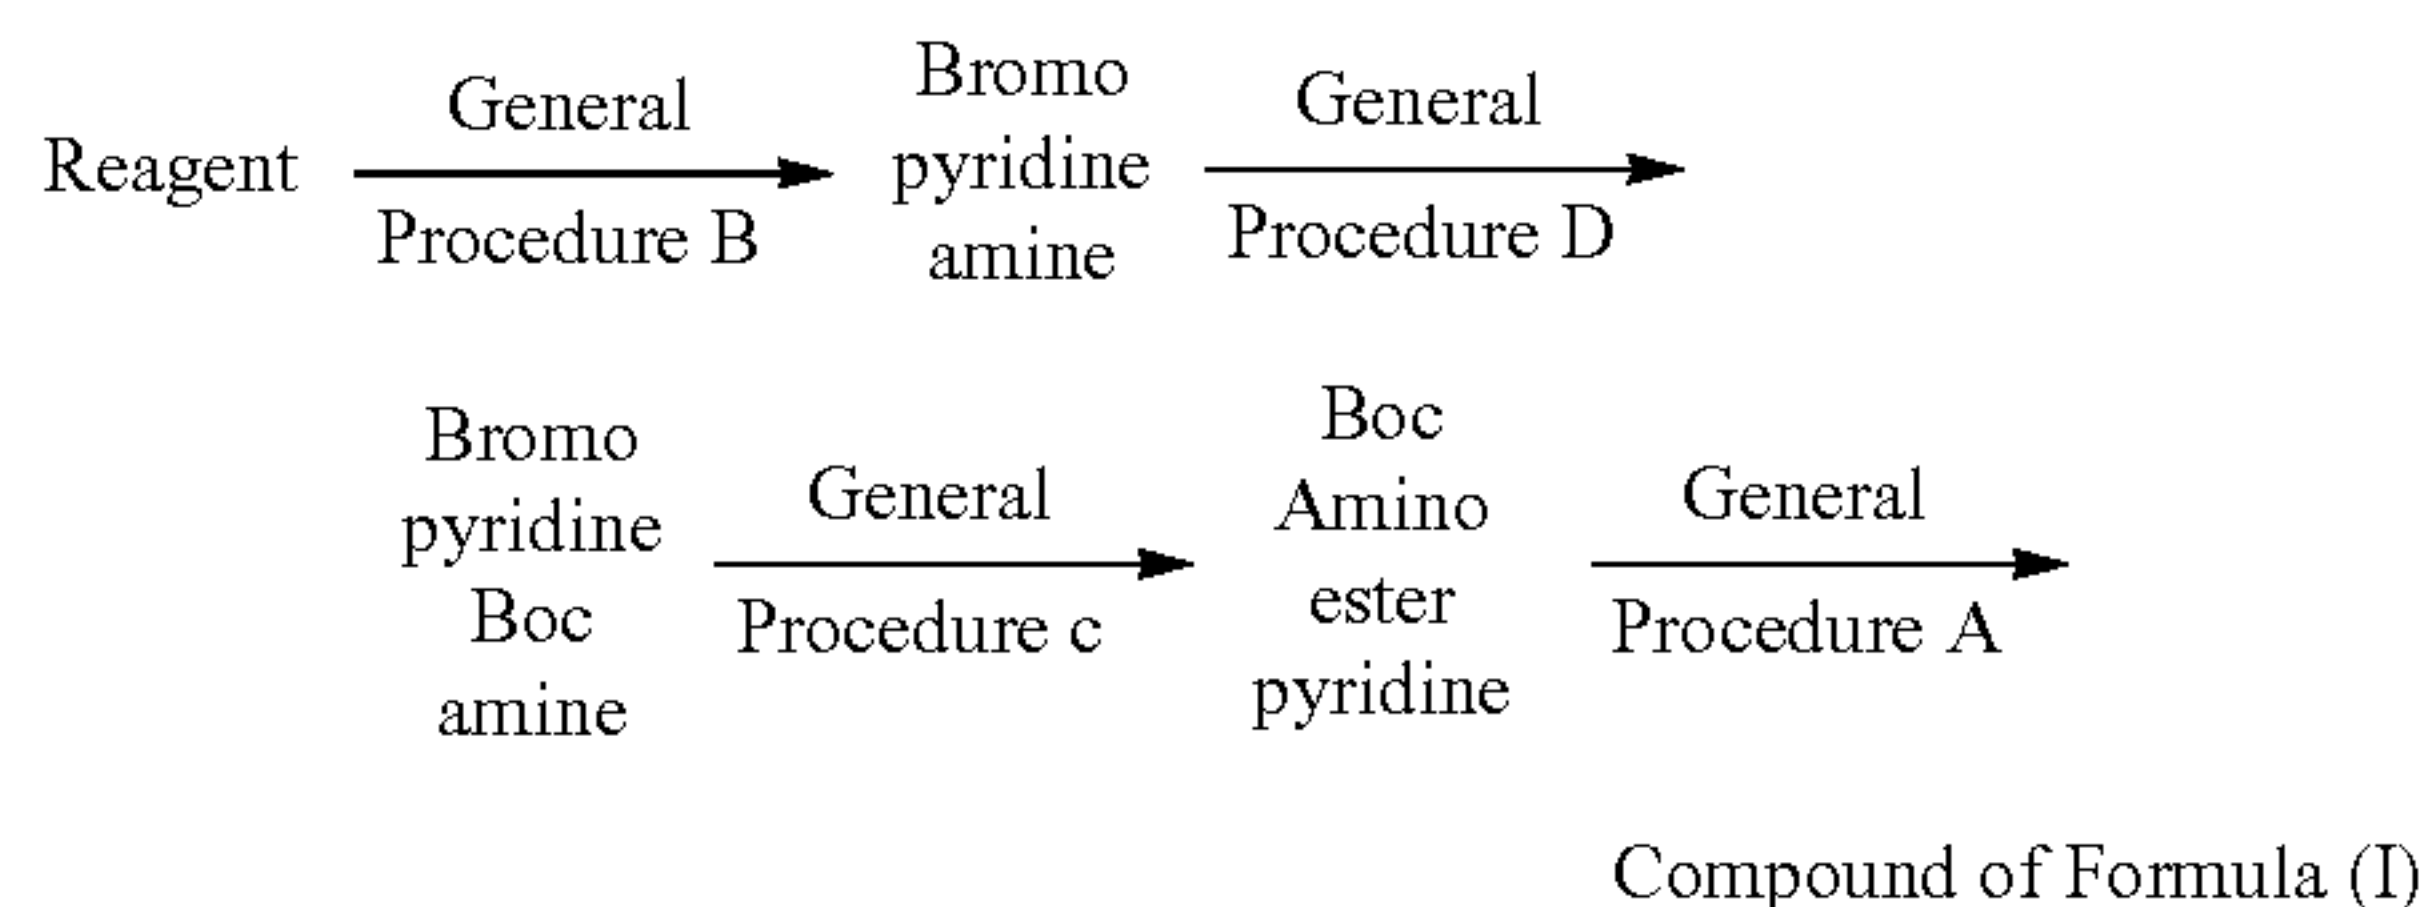 Reagent
General
Procedure B
Bromo
pyridine
amine
General
Procedure D
Bromo
pyridine
Boc
amine
General
Procedure c
Boc
Amino
ester
pyridine
General
Procedure A
Compound of Formula (I)